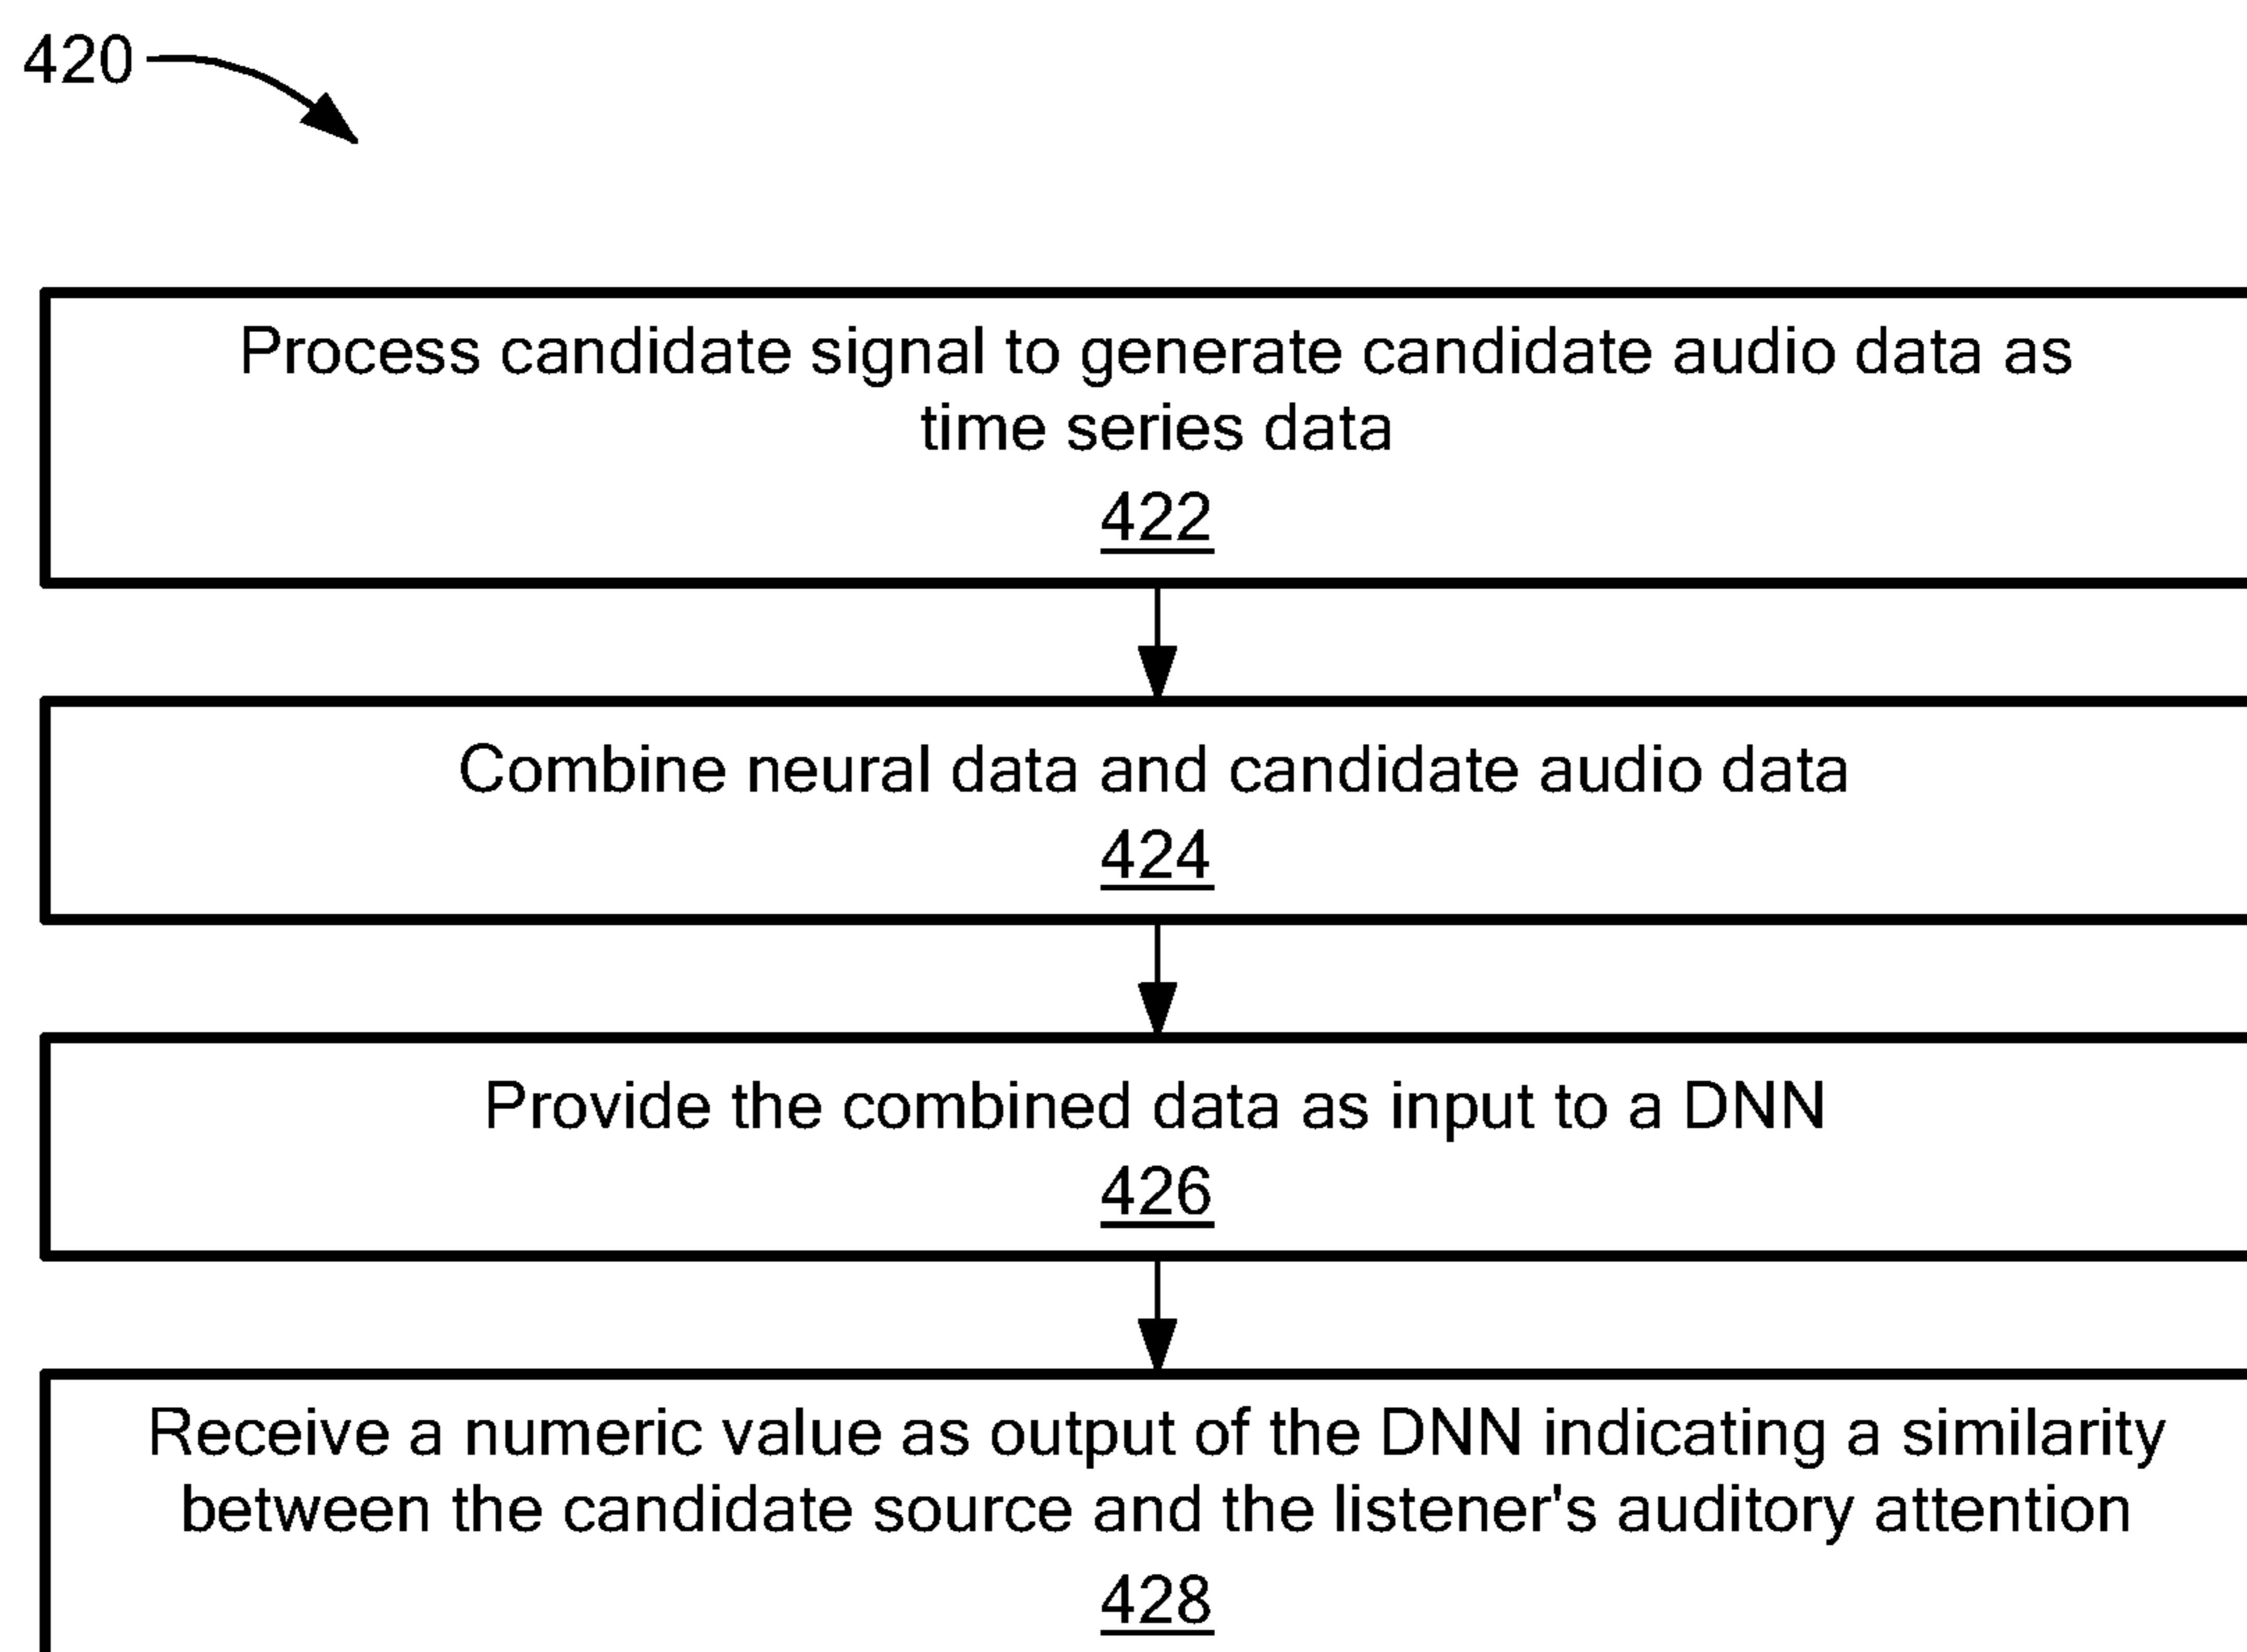 420
Process candidate signal to generate candidate audio data as
time series data
422
Combine neural data and candidate audio data
424
Provide the combined data as input to a DNN
426
Receive a numeric value as output of the DNN indicating a similarity
between the candidate source and the listener's auditory attention
428